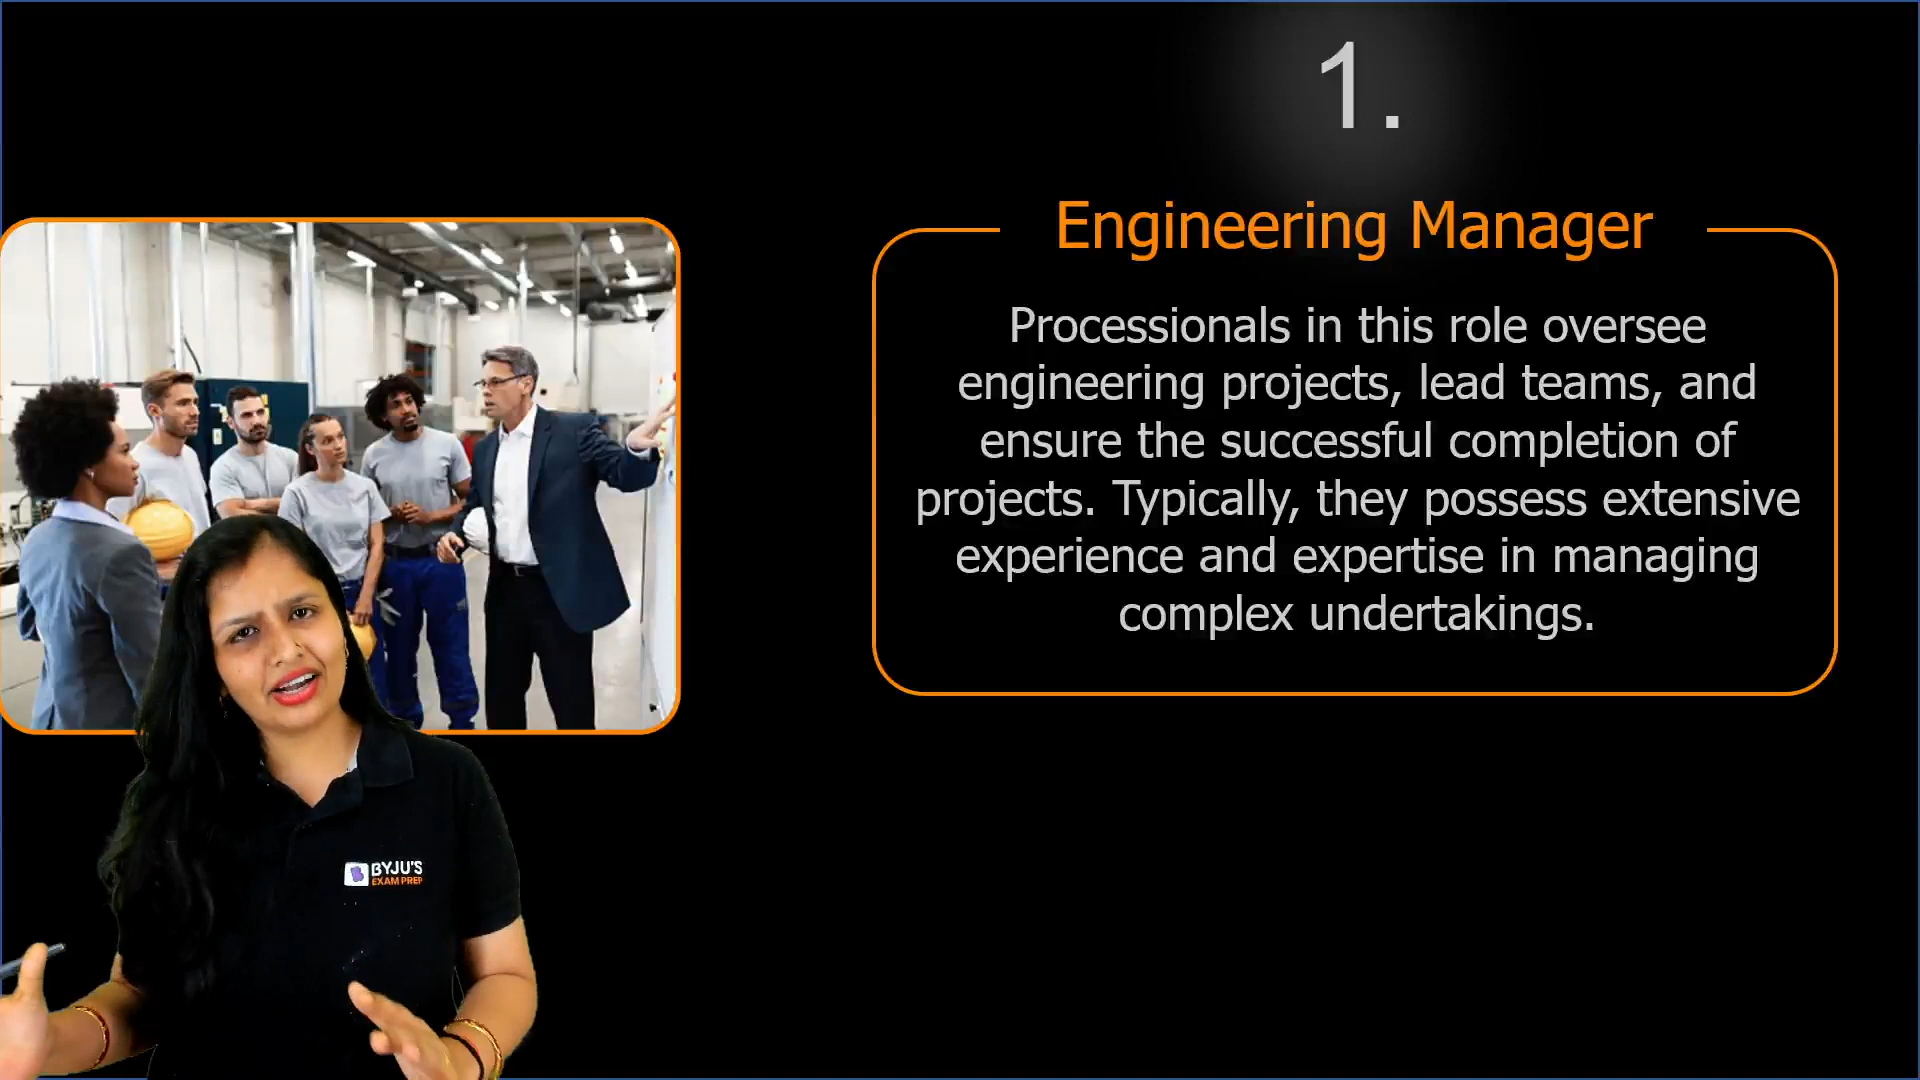 1.
Engineering Manager
Processionals in this role oversee
engineering projects, lead teams, and
ensure the successful completion of
projects. Typically, they possess extensive
experience and expertise in managing
complex undertakings.
BYJU'S
EXAM PREP